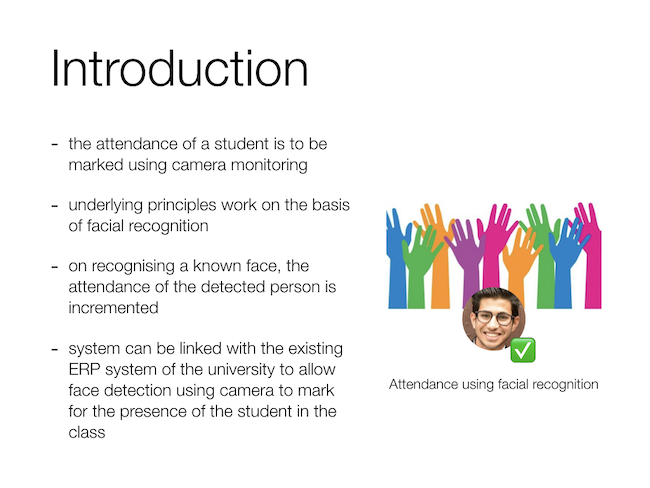 Introduction
- the attendance of a student is to be
marked using camera monitoring
- underlying principles work on the basis
of facial recognition
- on recognising a known face, the
attendance of the detected person is
incremented
- system can be linked with the existing
ERP system of the university to allow
face detection using camera to mark
for the presence of the student in the
class
Attendance using facial recognition